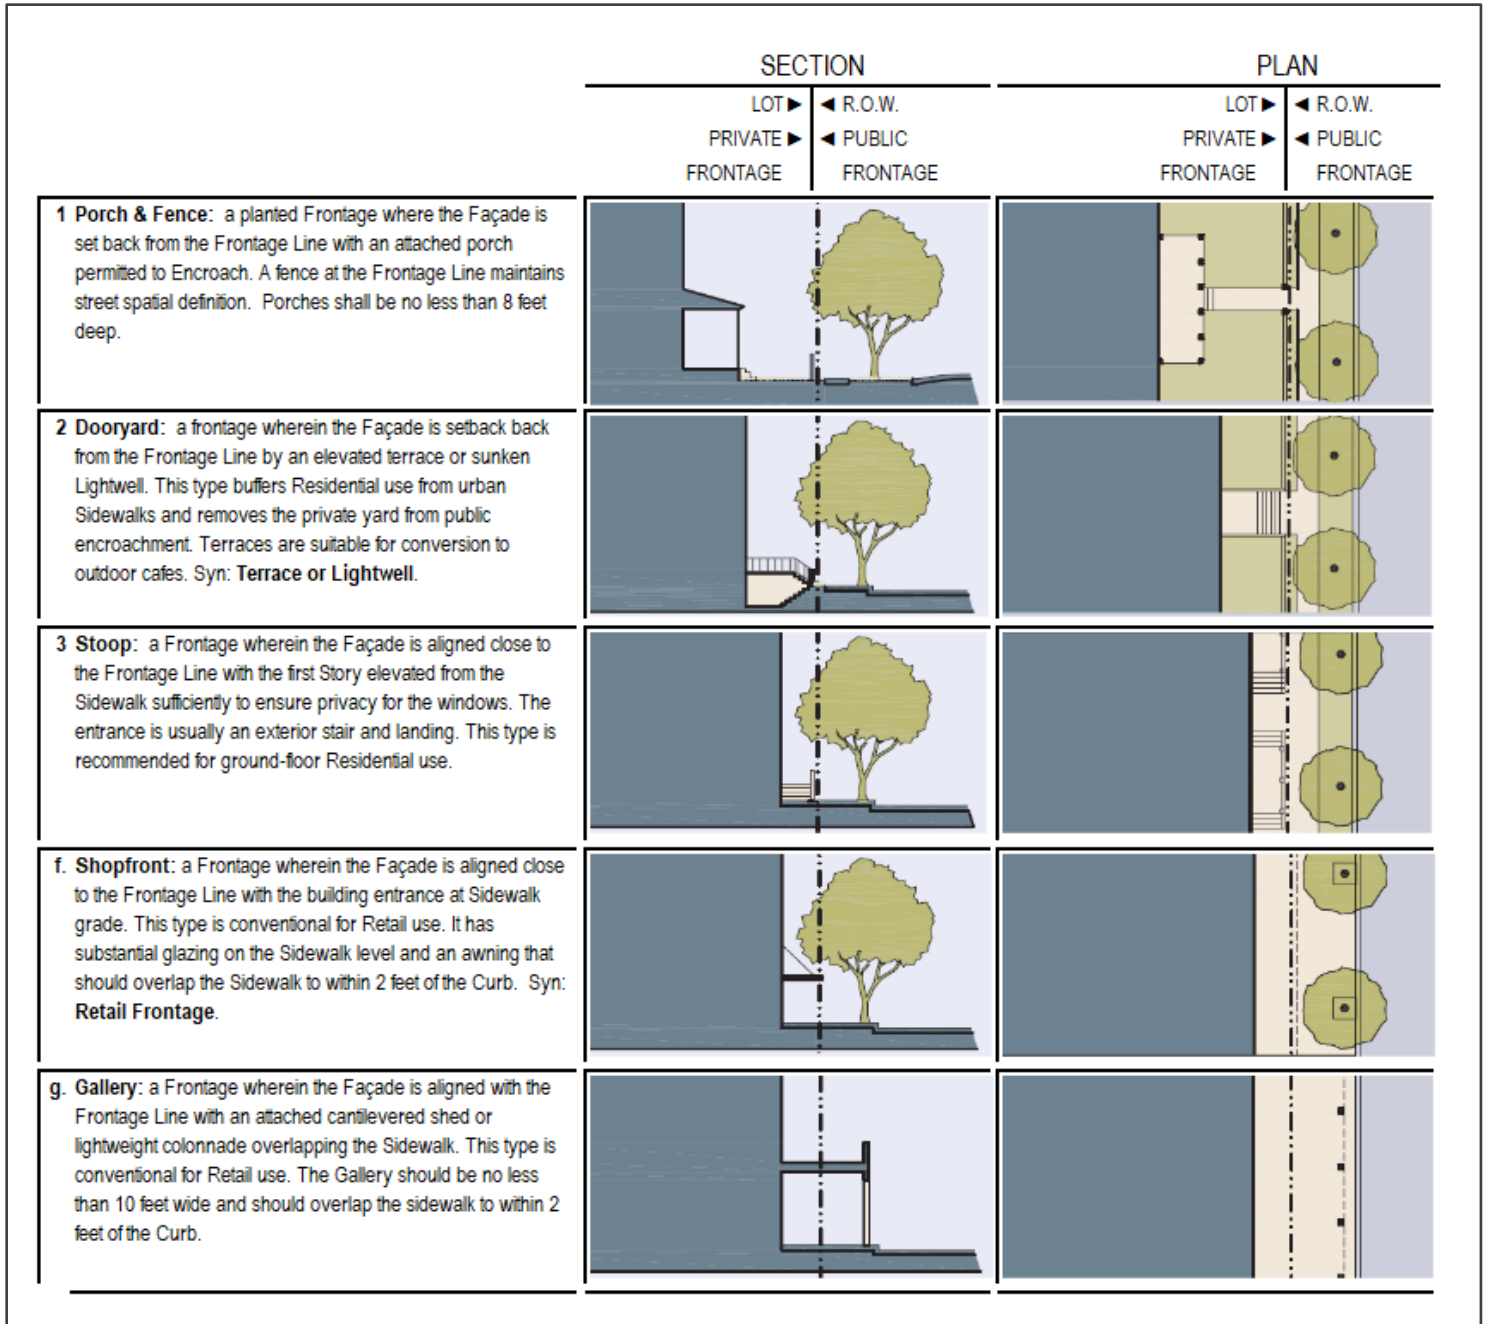 SECTION
PLAN
LOT► ◄ R.O.W.
LOT► ◄ R.O.W.
PRIVATE► ◄ PUBLIC
PRIVATE► ◄ PUBLIC
FRONTAGE FRONTAGE
FRONTAGE FRONTAGE
1 Porch & Fence: a planted Frontage where the Façade is
set back from the Frontage Line with an attached porch
permitted to Encroach. A fence at the Frontage Line maintains
street spatial definition. Porches shall be no less than 8 feet
deep.
2 Dooryard: a frontage wherein the Façade is setback back
from the Frontage Line by an elevated terrace or sunken
Lightwell. This type buffers Residential use from urban
Sidewalks and removes the private yard from public
encroachment. Terraces are suitable for conversion to
outdoor cafes. Syn: Terrace or Lightwell.
3 Stoop: a Frontage wherein the Façade is aligned close to
the Frontage Line with the first Story elevated from the
Sidewalk sufficiently to ensure privacy for the windows. The
entrance is usually an exterior stair and landing. This type is
recommended for ground-floor Residential use.
f. Shopfront: a Frontage wherein the Façade is aligned close
to the Frontage Line with the building entrance at Sidewalk
grade. This type is conventional for Retail use. It has
substantial glazing on the Sidewalk level and an awning that
should overlap the Sidewalk to within 2 feet of the Curb. Syn:
Retail Frontage.
g. Gallery: a Frontage wherein the Façade is aligned with the
Frontage Line with an attached cantilevered shed or
lightweight colonnade overlapping the Sidewalk. This type is
conventional for Retail use. The Gallery should be no less
than 10 feet wide and should overlap the sidewalk to within 2
feet of the Curb.